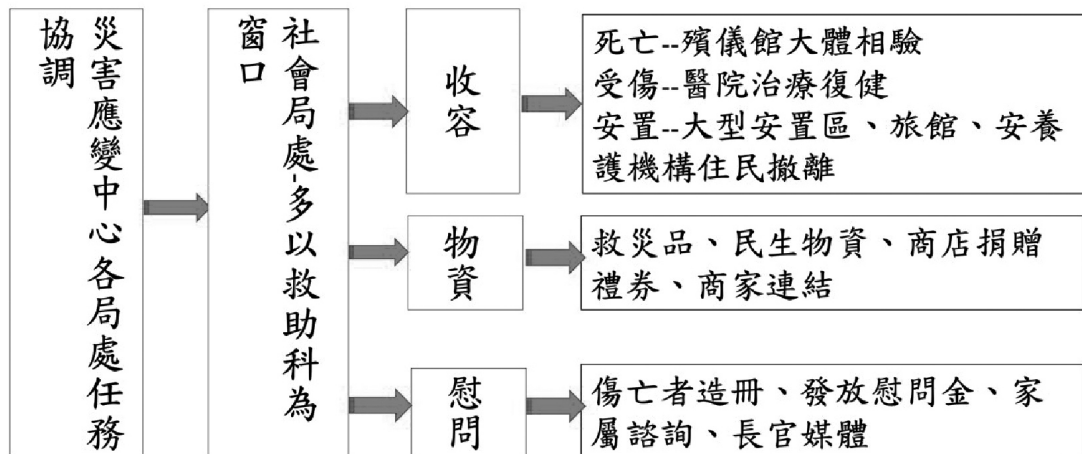 災害應變中心各局處任務
協調
社會局處-多以救助科為
窗口
收容
死亡--殯儀館大體相驗
受傷--醫院治療復健
安置--大型安置區、旅館、安養
護機構住民撤離
物資
救災品、民生物資、商店捐贈
禮券、商家連結
慰問
傷亡者造冊、發放慰問金、家
屬諮詢、長官媒體